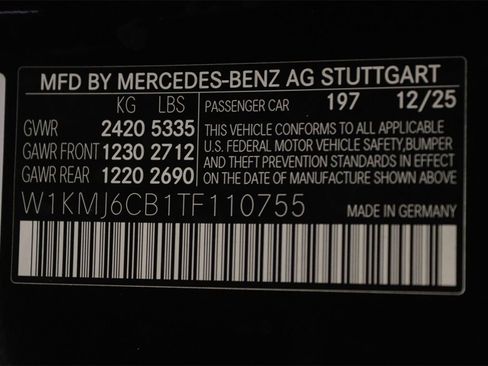 MFD BY MERCEDES-BENZ AG STUTTGART
KG LBS
PASSENGER CAR 197 12/25
GVWR 2420 5335
GAWR FRONT 1230 2712
GAWR REAR 1220 2690
THIS VEHICLE CONFORMS TO ALL APPLICABLE
U.S. FEDERAL MOTOR VEHICLE SAFETY,BUMPER
AND THEFT PREVENTION STANDARDS IN EFFECT
ON THE DATE OF MANUFACTURE SHOWN ABOVE
W1KMJ6CB1TF110755
MADE IN GERMANY